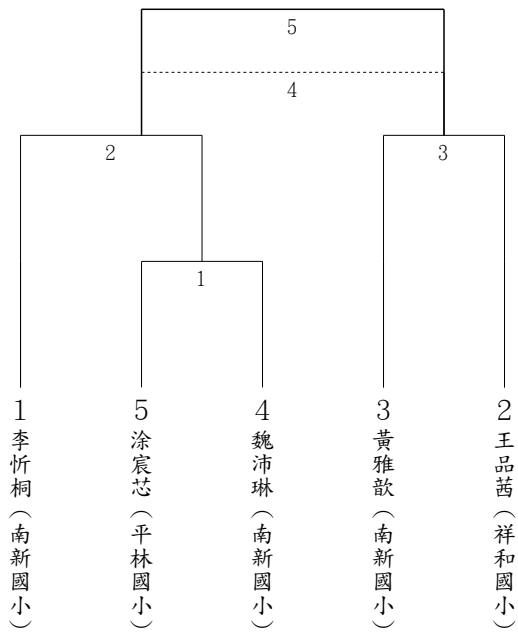 5
4
2
3
1
1 李忻桐(南新國小)
5 涂宸芯(平林國小)
4 魏沛琳(南新國小)
3 黃雅歆(南新國小)
2 王品茜(祥和國小)